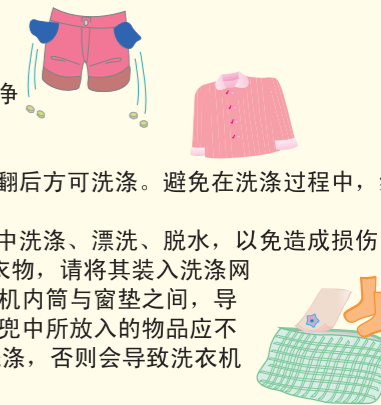 净
翻后方可洗涤。避免在洗涤过程中，
中洗涤、漂洗、脱水，以免造成损伤
衣物，请将其装入洗涤网
机内筒与窗垫之间，导
兜中所放入的物品应不
涤，否则会导致洗衣机